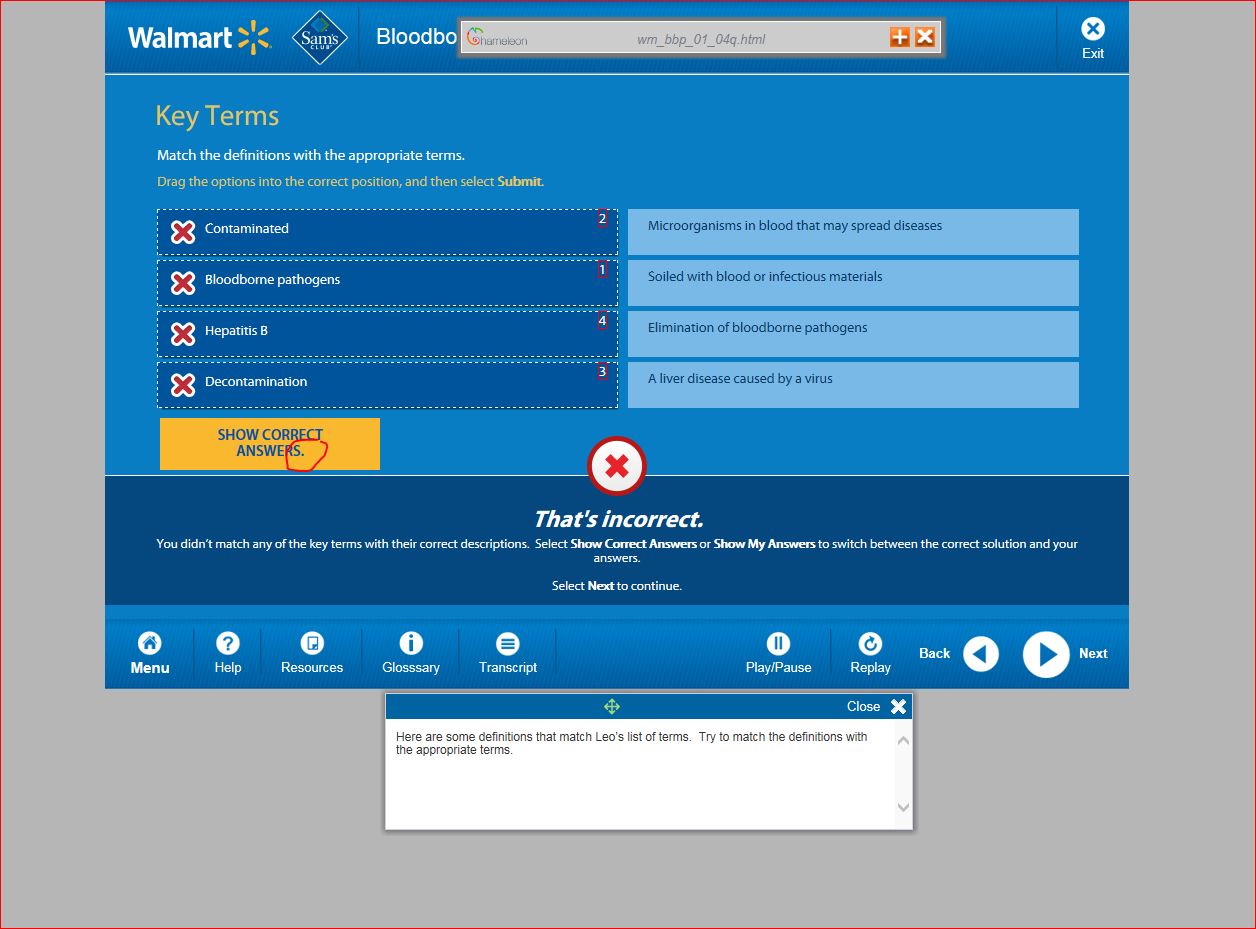 Walmart
Sam's
CLUB
Bloodbo
Chameleon
wm_bbp_01_04q.html
Exit
Key Terms
Match the definitions with the appropriate terms.
Drag the options into the correct position, and then select Submit.
Contaminated 2
Microorganisms in blood that may spread diseases
Bloodborne pathogens 1
Soiled with blood or infectious materials
Hepatitis B 4
Elimination of bloodborne pathogens
Decontamination 3
A liver disease caused by a virus
SHOW CORRECT
ANSWERS.
That's incorrect.
You didn't match any of the key terms with their correct descriptions.  Select Show Correct Answers or Show My Answers to switch between the correct solution and your
answers.
Select Next to continue.
Menu
Help
Resources
Glosssary
Transcript
Play/Pause
Replay
Back
Next
Close
Here are some definitions that match Leo's list of terms.  Try to match the definitions with
the appropriate terms.